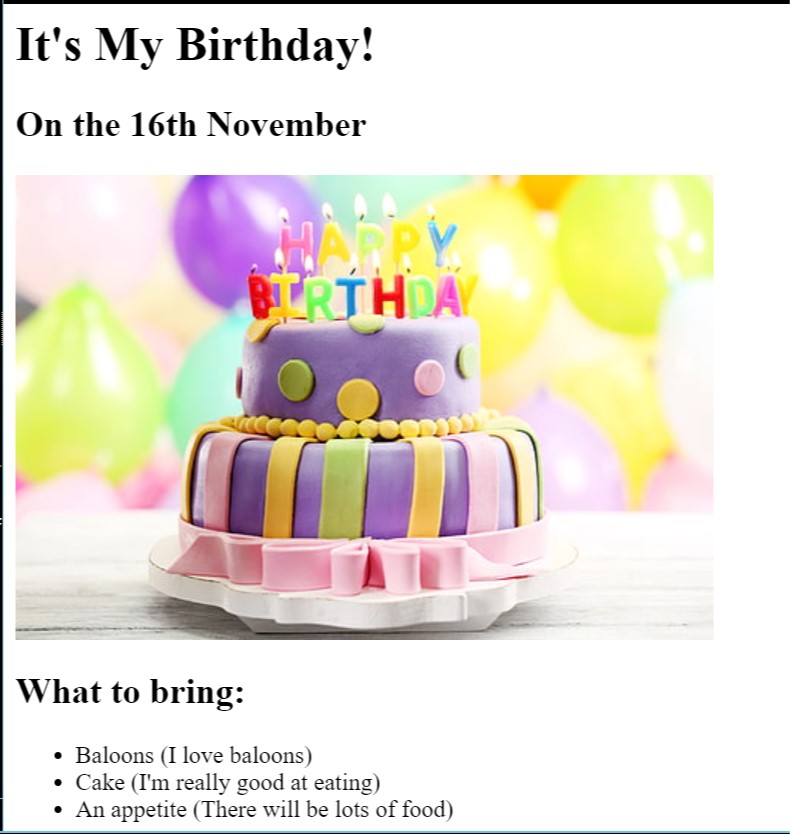 It's My Birthday!
On the 16th November
HAPPY
BIRTHDAY
What to bring:
Baloons (I love baloons)
Cake (I'm really good at eating)
An appetite (There will be lots of food)